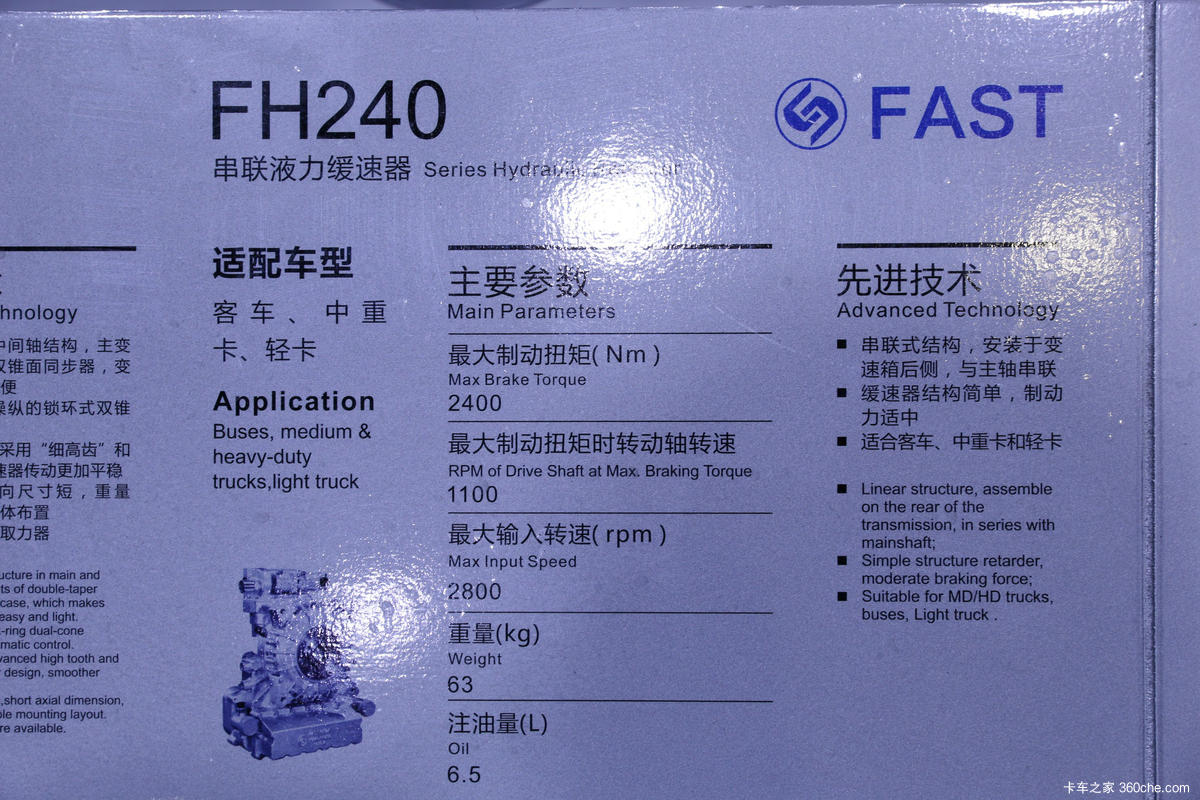 FH240
FAST
串联液力缓速器 Series
hnology
中间轴结构，主变
双锥面同步器，变
便
操纵的锁环式双锥
采用“细高齿”和
速器传动更加平稳
向尺寸短，重量
体布置
取力器
ucture in main and
ts of double-taper
case, which makes
easy and light.
-ring dual-cone
matic control.
vanced high tooth and
design, smoother
,short axial dimension,
ble mounting layout.
re available.
适配车型
客车、中重
卡、轻卡
Application
Buses, medium &
heavy-duty
trucks,light truck
主要参数
Main Parameters
最大制动扭矩( Nm )
Max Brake Torque
2400
最大制动扭矩时转动轴转速
RPM of Drive Shaft at Max. Braking Torque
1100
最大输入转速( rpm )
Max Input Speed
2800
重量(kg)
Weight
63
注油量(L)
Oil
6.5
先进技术
Advanced Technology
■ 串联式结构，安装于变
速箱后侧，与主轴串联
■ 缓速器结构简单，制动
力适中
■ 适合客车、中重卡和轻卡
■ Linear structure, assemble
on the rear of the
transmission, in series with
mainshaft;
■ Simple structure retarder,
moderate braking force;
■ Suitable for MD/HD trucks,
buses, Light truck .
卡车之家 360che.com